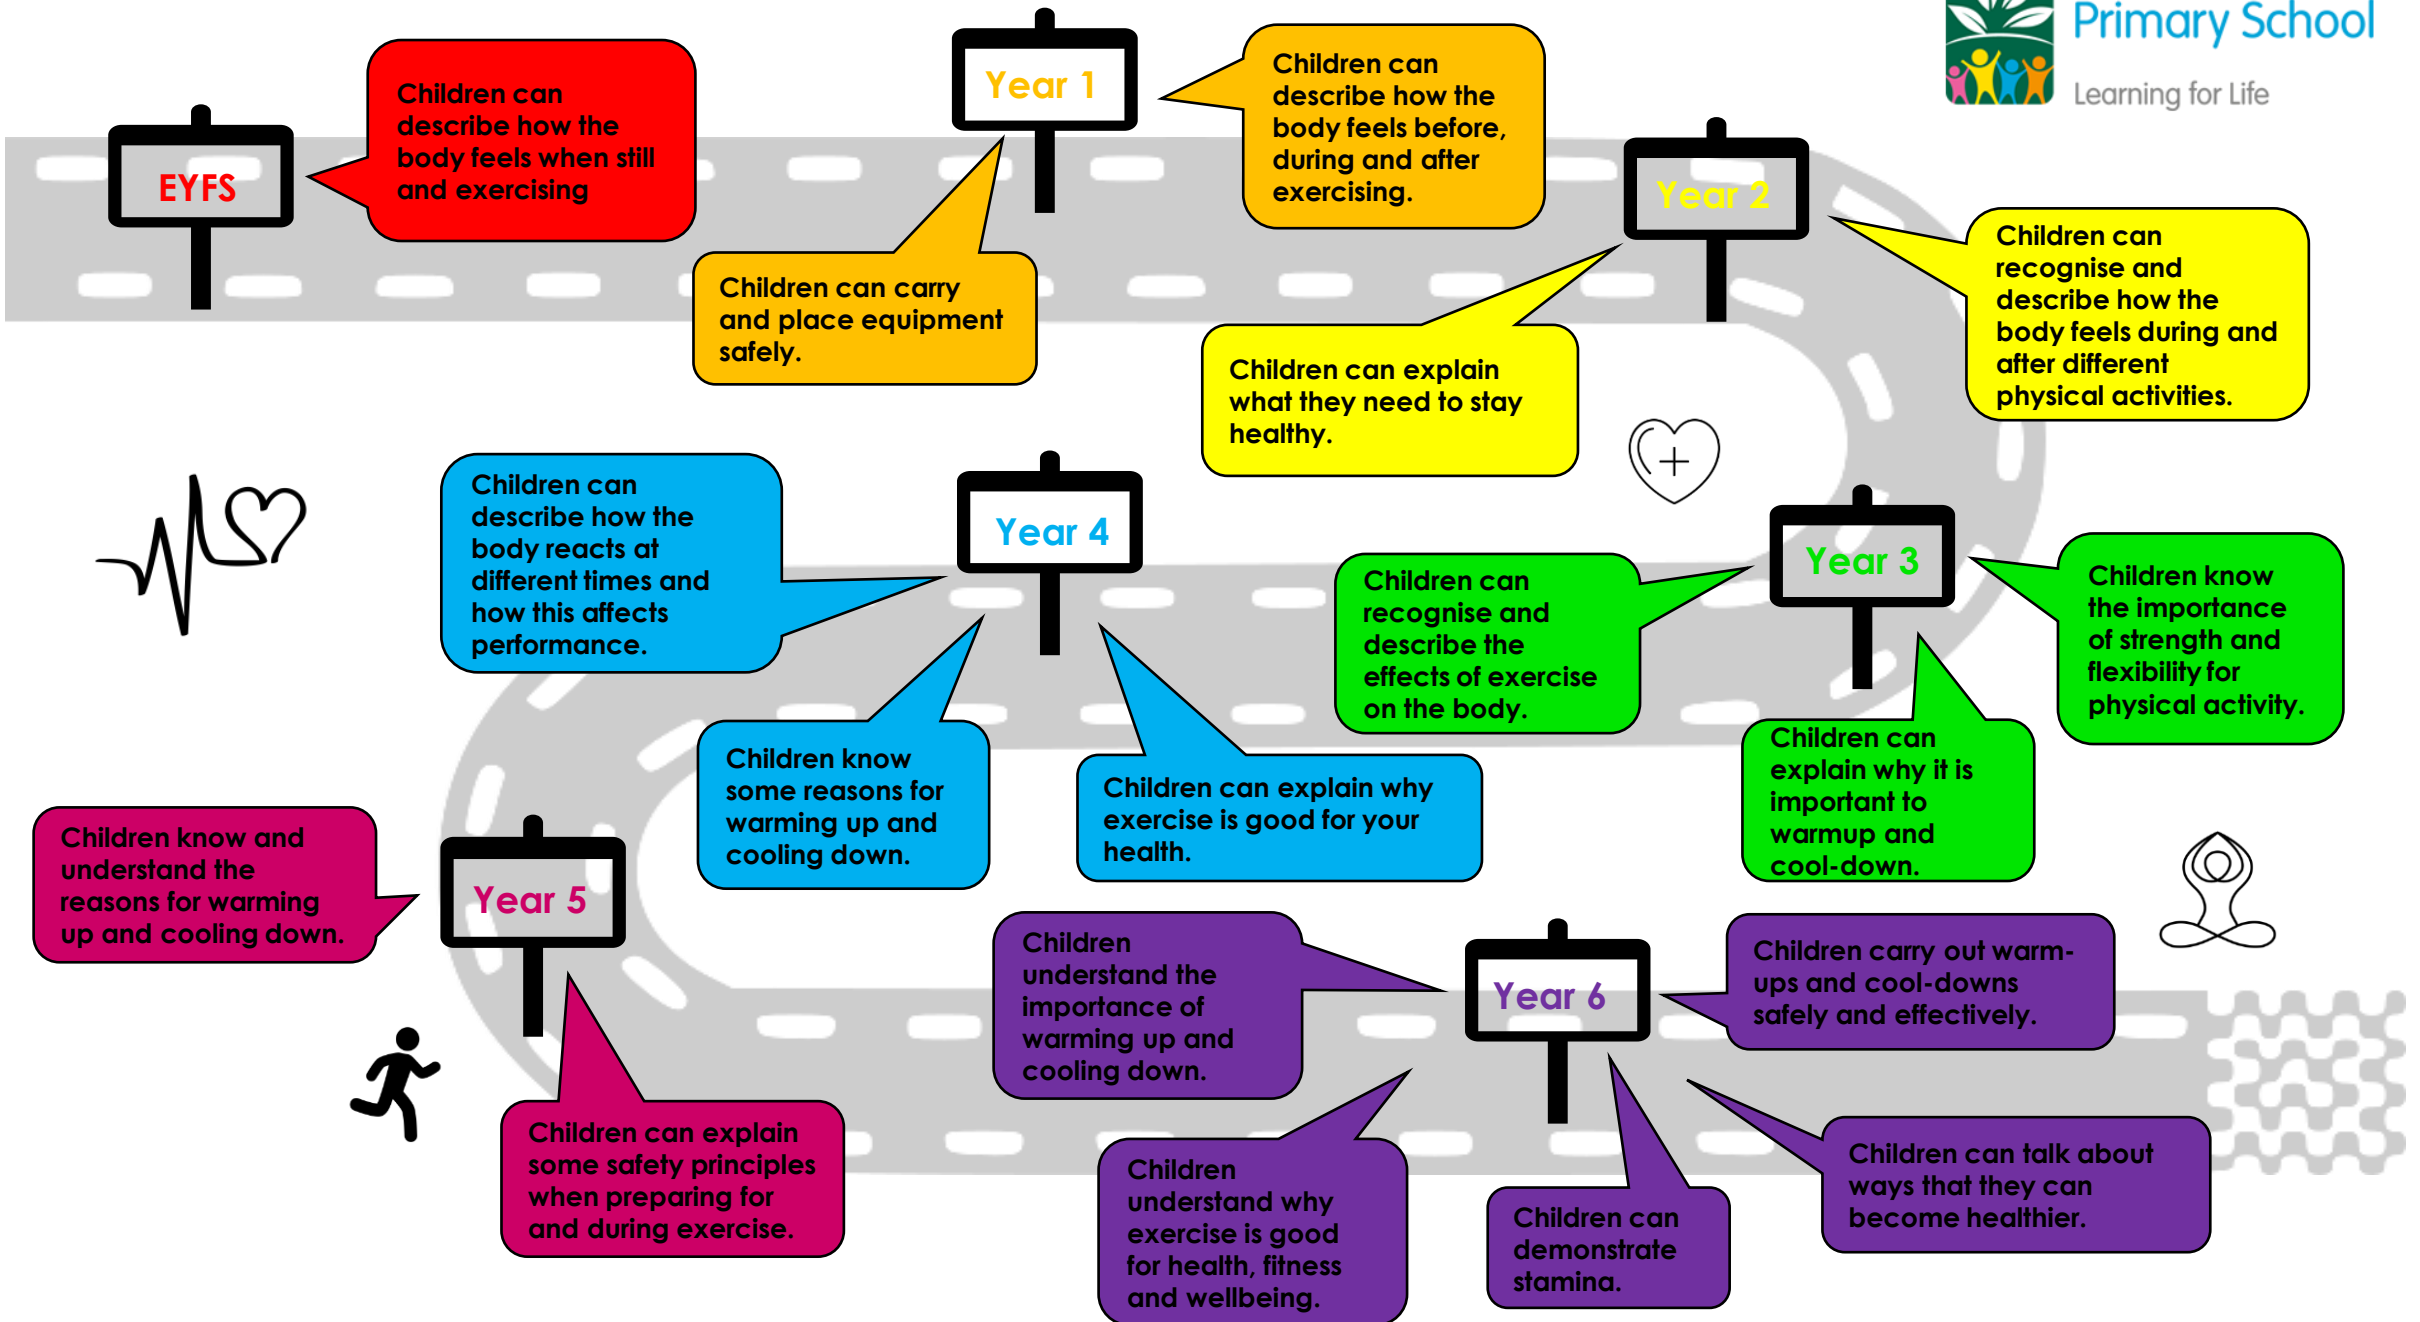 Primary School
Learning for Life
EYFS
Children can
describe how the
body feels when still
and exercising
Year 1
Children can
describe how the
body feels before,
during and after
exercising.
Children can carry
and place equipment
safely.
Year 2
Children can
recognise and
describe how the
body feels during and
after different
physical activities.
Children can explain
what they need to stay
healthy.
Year 3
Children know
the importance
of strength and
flexibility for
physical activity.
Children can
recognise and
describe the
effects of exercise
on the body.
Children can
explain why it is
important to
warmup and
cool-down.
Year 4
Children can
describe how the
body reacts at
different times and
how this affects
performance.
Children know
some reasons for
warming up and
cooling down.
Children can explain why
exercise is good for your
health.
Year 5
Children know and
understand the
reasons for warming
up and cooling down.
Children can explain
some safety principles
when preparing for
and during exercise.
Year 6
Children
understand the
importance of
warming up and
cooling down.
Children carry out warm-
ups and cool-downs
safely and effectively.
Children
understand why
exercise is good
for health, fitness
and wellbeing.
Children can
demonstrate
stamina.
Children can talk about
ways that they can
become healthier.